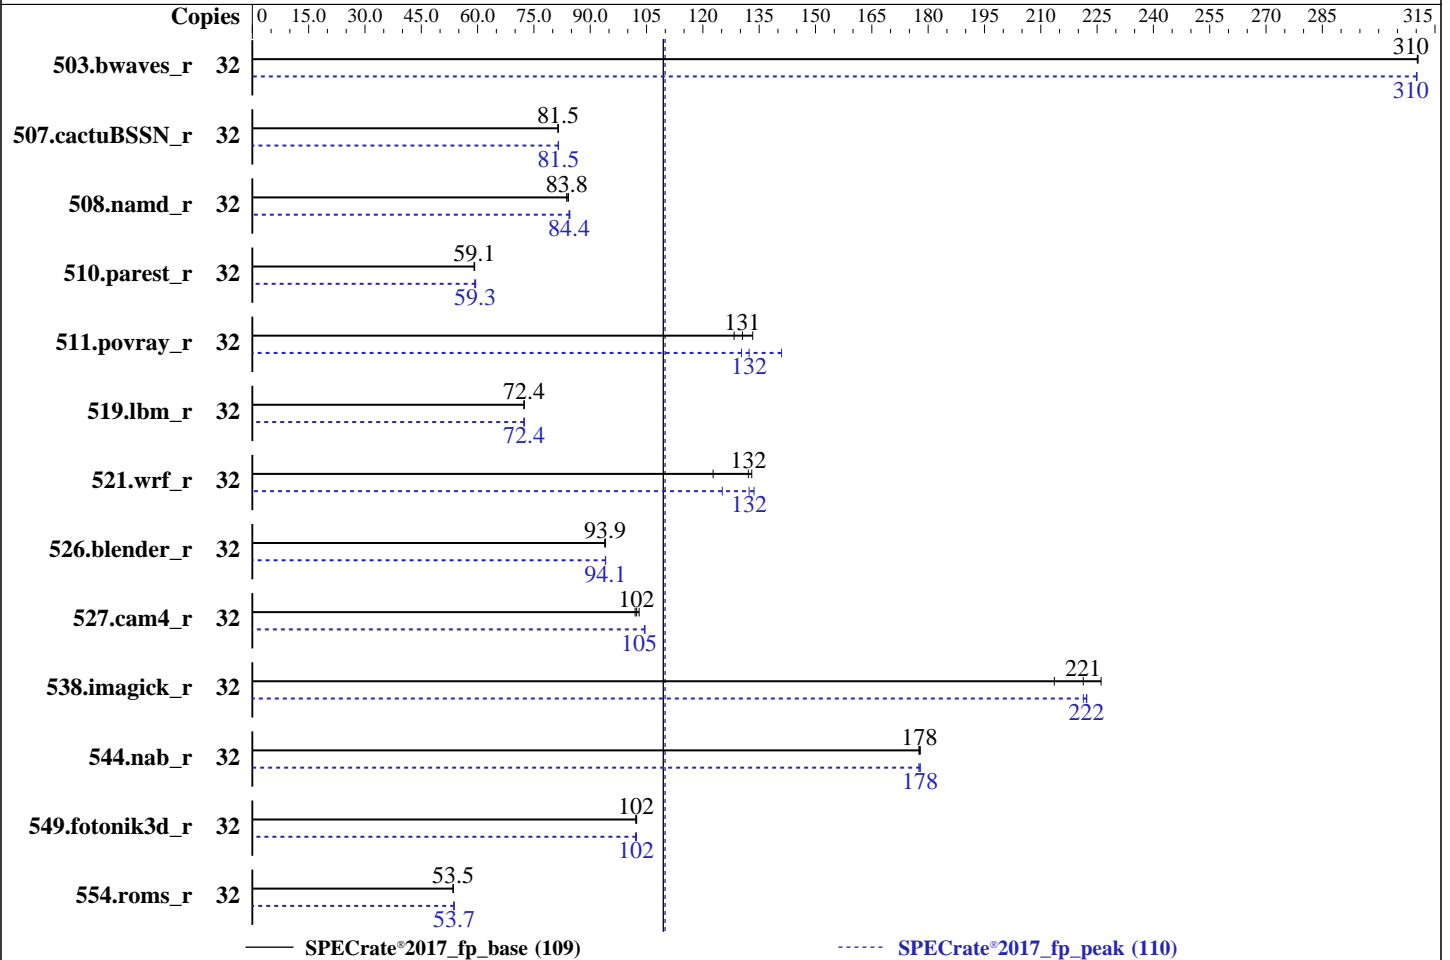 Copies 0 15.0 30.0 45.0 60.0 75.0 90.0 105 120 135 150 165 180 195 210 225 240 255 270 285 315
310
503.bwaves_r 32
310
81.5
507.cactuBSSN_r 32
81.5
83.8
508.namd_r 32
84.4
59.1
510.parest_r 32
59.3
131
511.povray_r 32
132
72.4
519.lbm_r 32
72.4
132
521.wrf_r 32
132
93.9
526.blender_r 32
94.1
102
527.cam4_r 32
105
221
538.imagick_r 32
222
178
544.nab_r 32
178
102
549.fotonik3d_r 32
102
53.5
554.roms_r 32
53.7
SPECrate®2017_fp_base (109) SPECrate®2017_fp_peak (110)